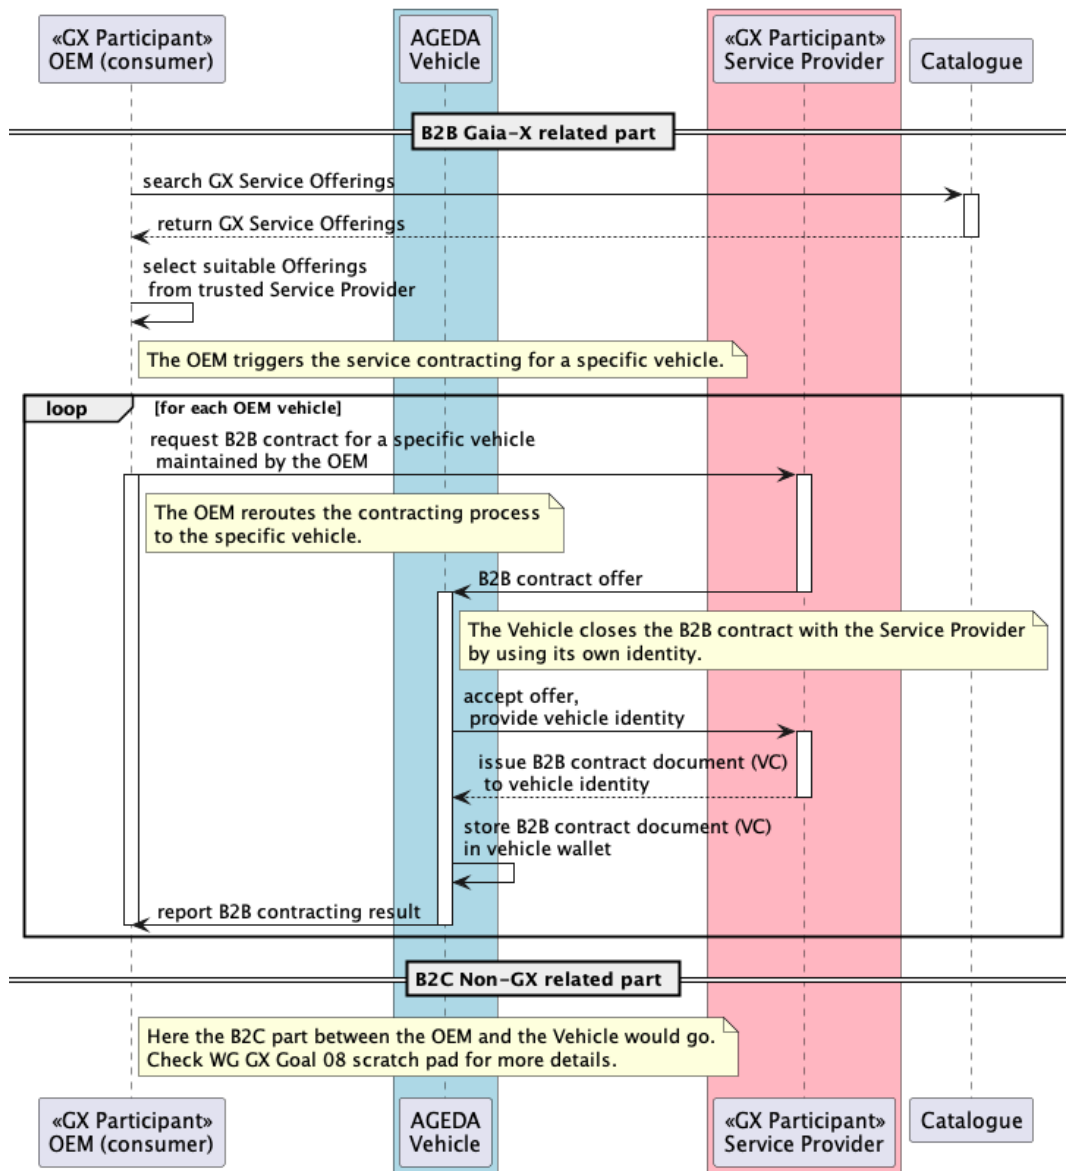 «GX Participant»
OEM (consumer)
AGEDA
Vehicle
«GX Participant»
Service Provider
Catalogue
B2B Gaia-X related part
search GX Service Offerings
return GX Service Offerings
select suitable Offerings
from trusted Service Provider
The OEM triggers the service contracting for a specific vehicle.
loop
[for each OEM vehicle]
request B2B contract for a specific vehicle
maintained by the OEM
The OEM reroutes the contracting process
to the specific vehicle.
B2B contract offer
The Vehicle closes the B2B contract with the Service Provider
by using its own identity.
accept offer,
provide vehicle identity
issue B2B contract document (VC)
to vehicle identity
store B2B contract document (VC)
in vehicle wallet
report B2B contracting result
B2C Non-GX related part
Here the B2C part between the OEM and the Vehicle would go.
Check WG GX Goal 08 scratch pad for more details.
«GX Participant»
OEM (consumer)
AGEDA
Vehicle
«GX Participant»
Service Provider
Catalogue